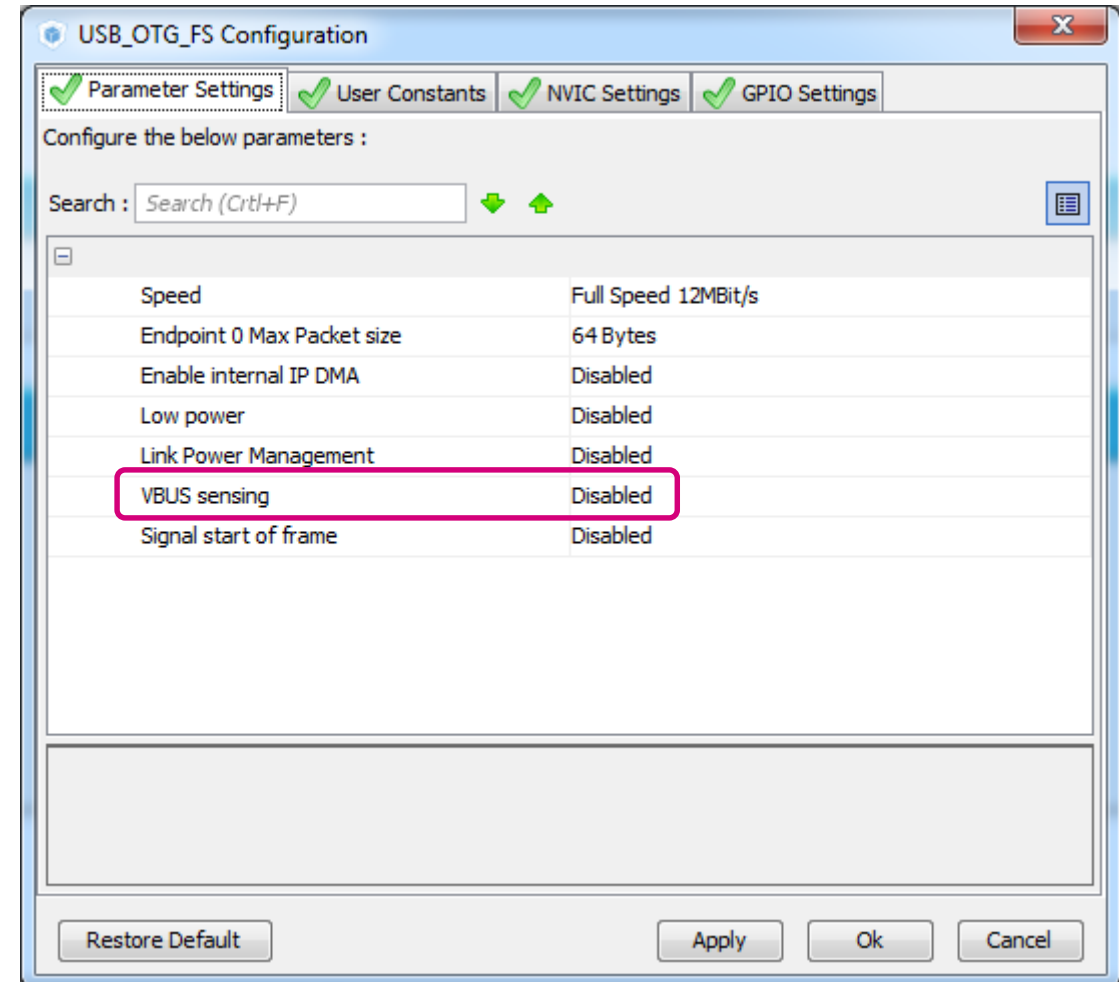 USB_OTG_FS Configuration
Parameter Settings User Constants NVIC Settings GPIO Settings
Configure the below parameters :
Search : Search (Crtl+F)
Speed Full Speed 12MBit/s
Endpoint 0 Max Packet size 64 Bytes
Enable internal IP DMA Disabled
Low power Disabled
Link Power Management Disabled
VBUS sensing Disabled
Signal start of frame Disabled
Restore Default Apply Ok Cancel